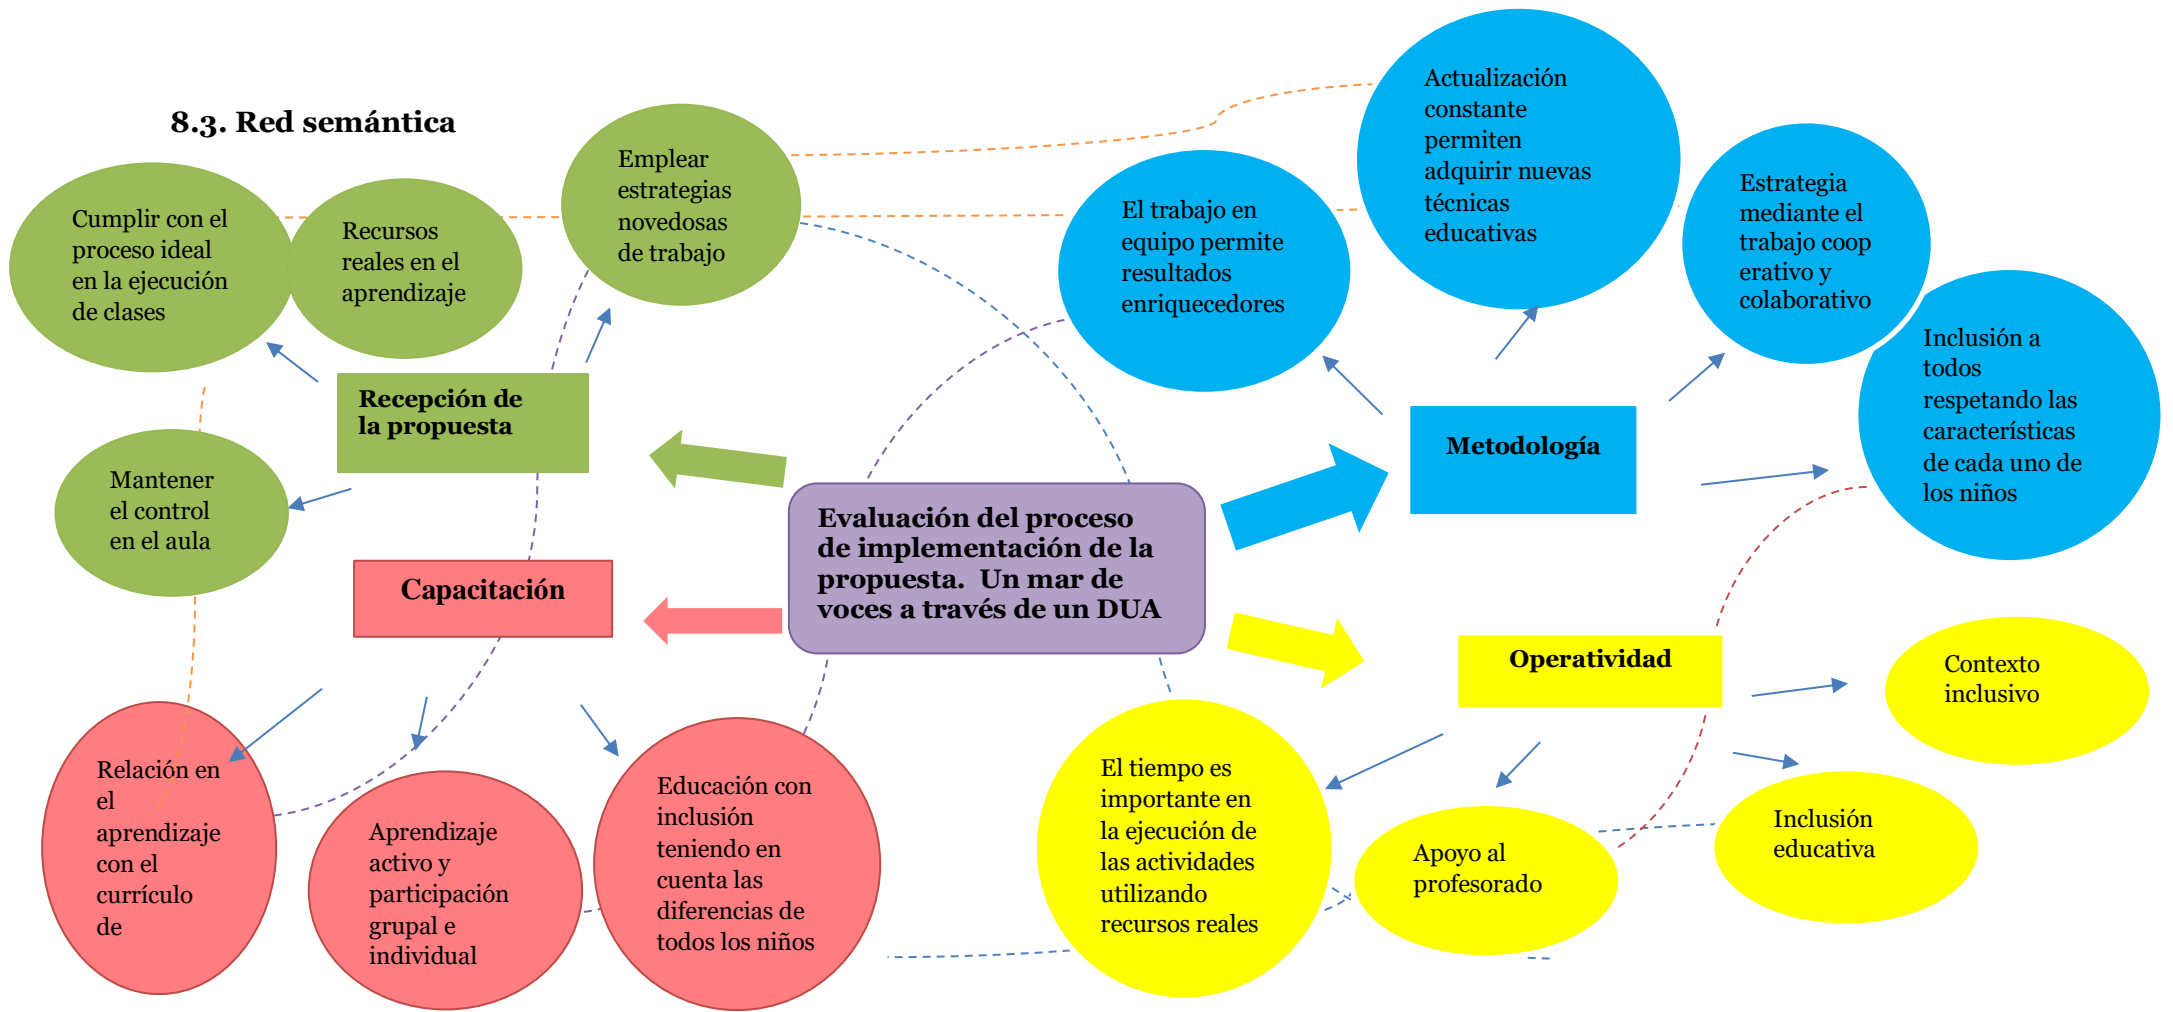 8.3. Red semántica
Cumplir con el
proceso ideal
en la ejecución
de clases
Recursos
reales en el
aprendizaje
Emplear
estrategias
novedosas
de trabajo
Recepción de
la propuesta
Mantener
el control
en el aula
Capacitación
Relación en
el
aprendizaje
con el
currículo
de
Aprendizaje
activo y
participación
grupal e
individual
Educación con
inclusión
teniendo en
cuenta las
diferencias de
todos los niños
Evaluación del proceso
de implementación de la
propuesta. Un mar de
voces a través de un DUA
El trabajo en
equipo permite
resultados
enriquecedores
Actualización
constante
permiten
adquirir nuevas
técnicas
educativas
Estrategia
mediante el
trabajo coop
erativo y
colaborativo
Inclusión a
todos
respetando las
características
de cada uno de
los niños
Metodología
Operatividad
El tiempo es
importante en
la ejecución de
las actividades
utilizando
recursos reales
Apoyo al
profesorado
Inclusión
educativa
Contexto
inclusivo